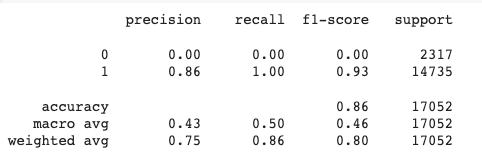 precision recall f1-score support
0 0.00 0.00 0.00 2317
1 0.86 1.00 0.93 14735
accuracy 0.86 17052
macro avg 0.43 0.50 0.46 17052
weighted avg 0.75 0.86 0.80 17052